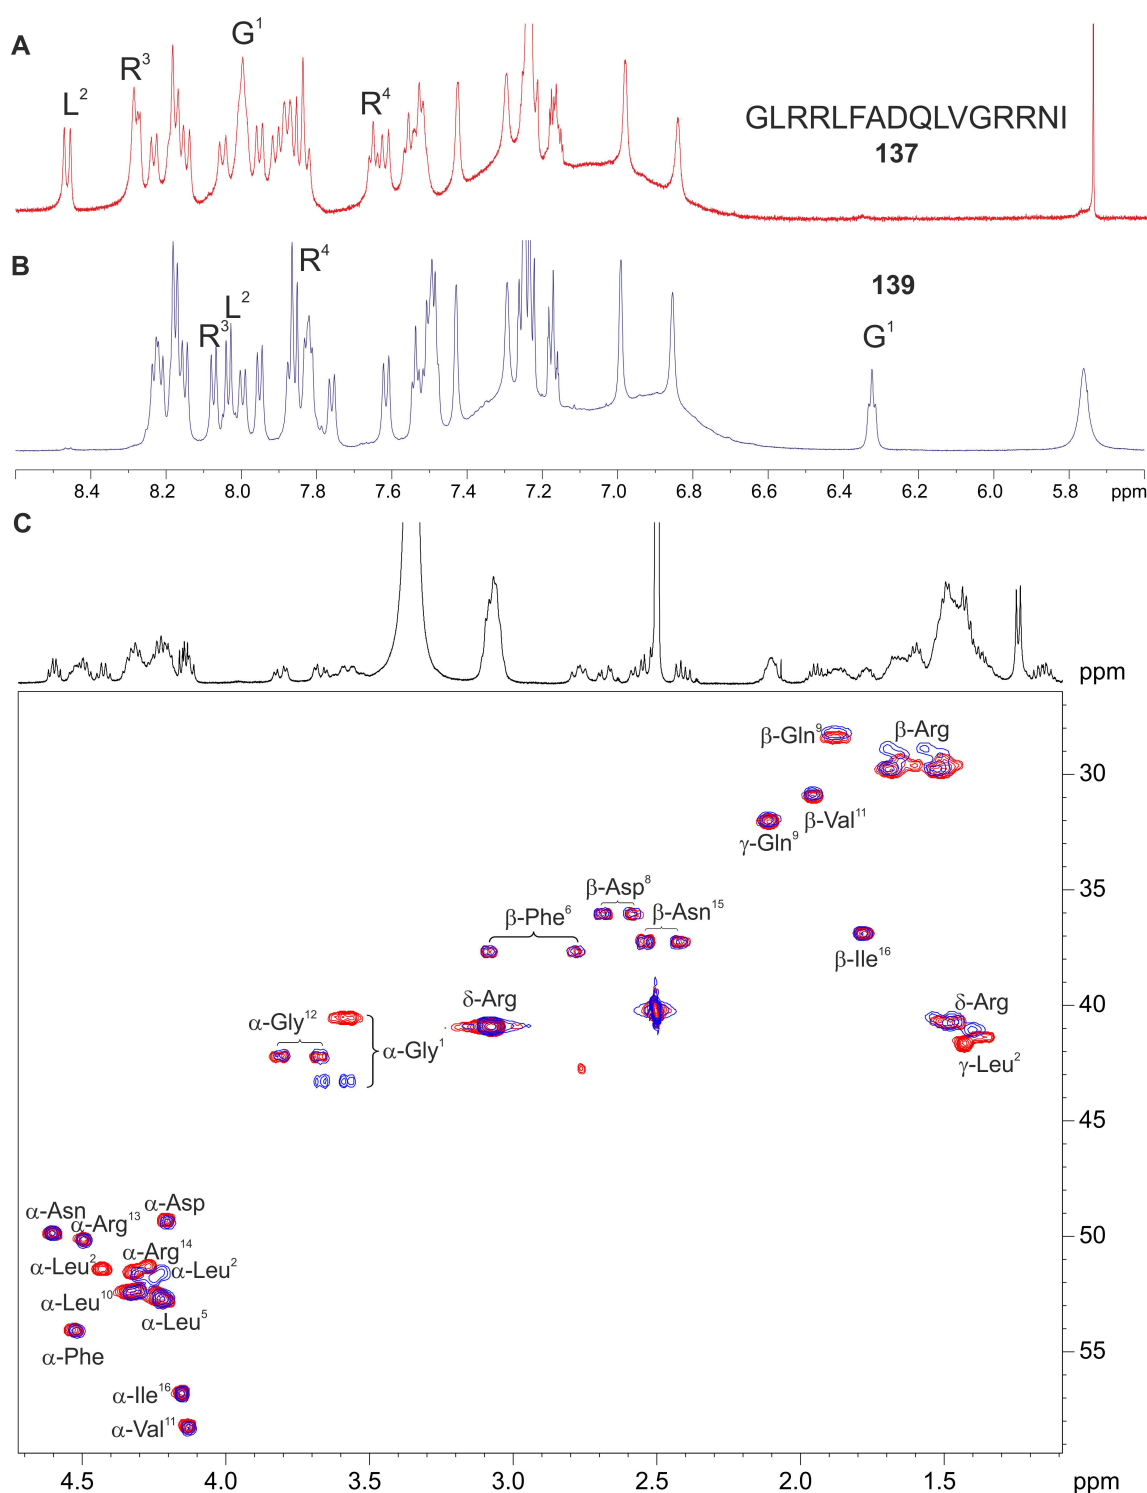 A
L² R³ G¹ R⁴
GLRRLFADQLVGRRNI
137
B
R³ L² R⁴ G¹
139
8.4 8.2 8.0 7.8 7.6 7.4 7.2 7.0 6.8 6.6 6.4 6.2 6.0 5.8 ppm
C
ppm
β-Gln⁹ β-Arg
30
β-Val¹¹
γ-Gln⁹
β-Asp⁸
35
β-Phe⁶ β-Asn¹⁵
β-Ile¹⁶
δ-Arg δ-Arg
40
α-Gly¹² α-Gly¹
γ-Leu²
45
α-Asn α-Asp
α-Arg¹³
50
α-Arg¹⁴
α-Leu² α-Leu²
α-Leu¹⁰
α-Leu⁵
α-Phe
55
α-Ile¹⁶
α-Val¹¹
4.5 4.0 3.5 3.0 2.5 2.0 1.5 ppm